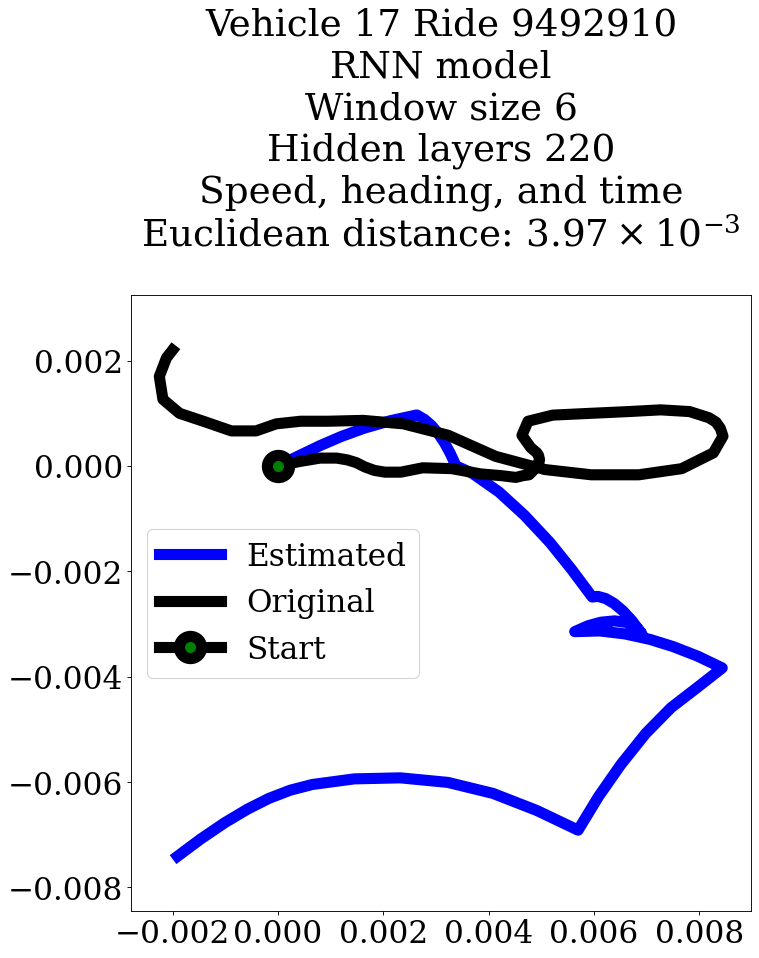 Vehicle 17 Ride 9492910
RNN model
Window size 6
Hidden layers 220
Speed, heading, and time
Euclidean distance: 3.97 × 10⁻³
0.002
0.000
−0.002
−0.004
−0.006
−0.008
Estimated
Original
Start
−0.002 0.000 0.002 0.004 0.006 0.008